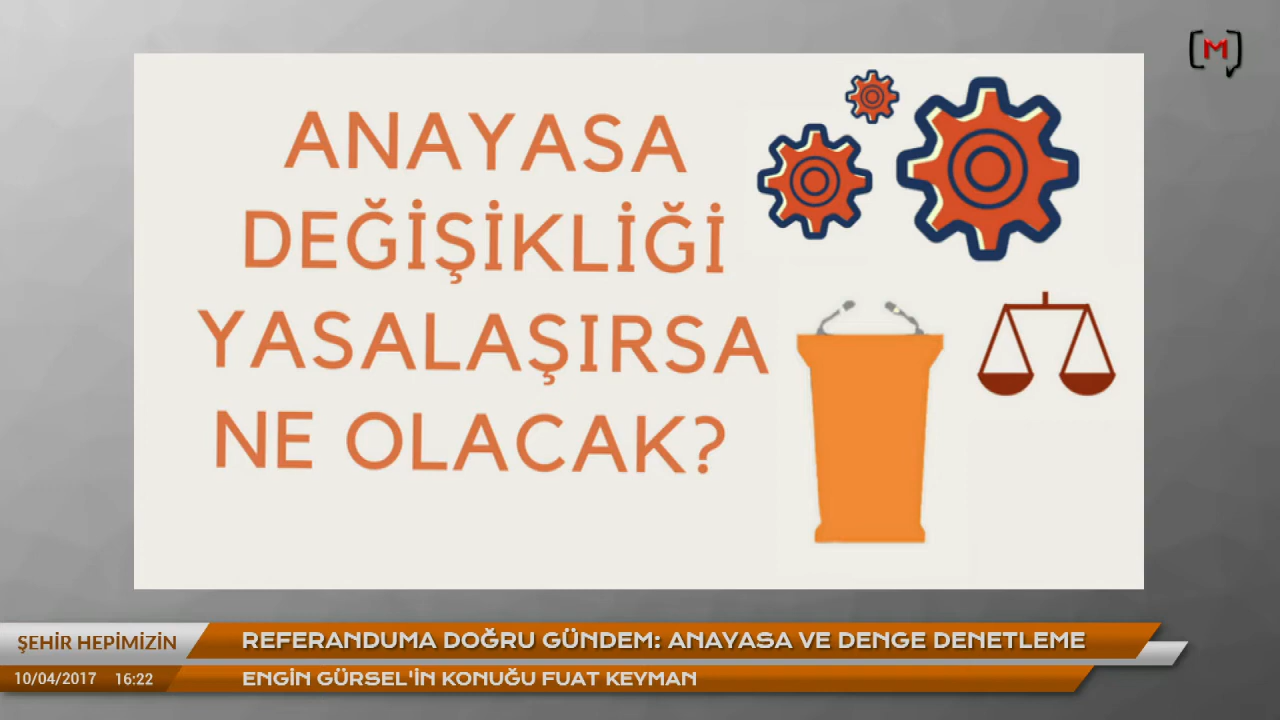 [M]
ANAYASA
DEĞİŞİKLİĞİ
YASALAŞIRSA
NE OLACAK?
ŞEHİR HEPİMİZİN
REFERANDUMA DOĞRU GÜNDEM: ANAYASA VE DENGE DENETLEME
10/04/2017 16:22
ENGİN GÜRSEL'İN KONUĞU FUAT KEYMAN